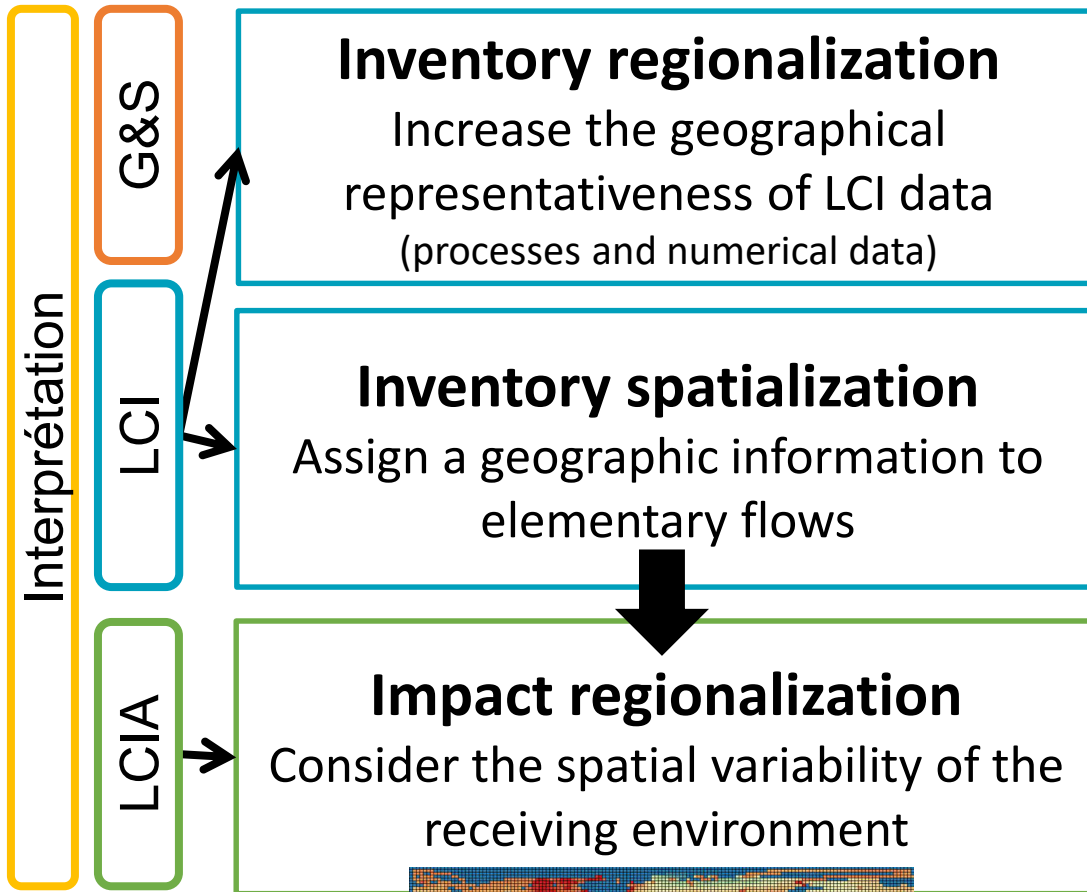 Interprétation
G&S
LCI
LCIA
Inventory regionalization
Increase the geographical
representativeness of LCI data
(processes and numerical data)
Inventory spatialization
Assign a geographic information to
elementary flows
Impact regionalization
Consider the spatial variability of the
receiving environment